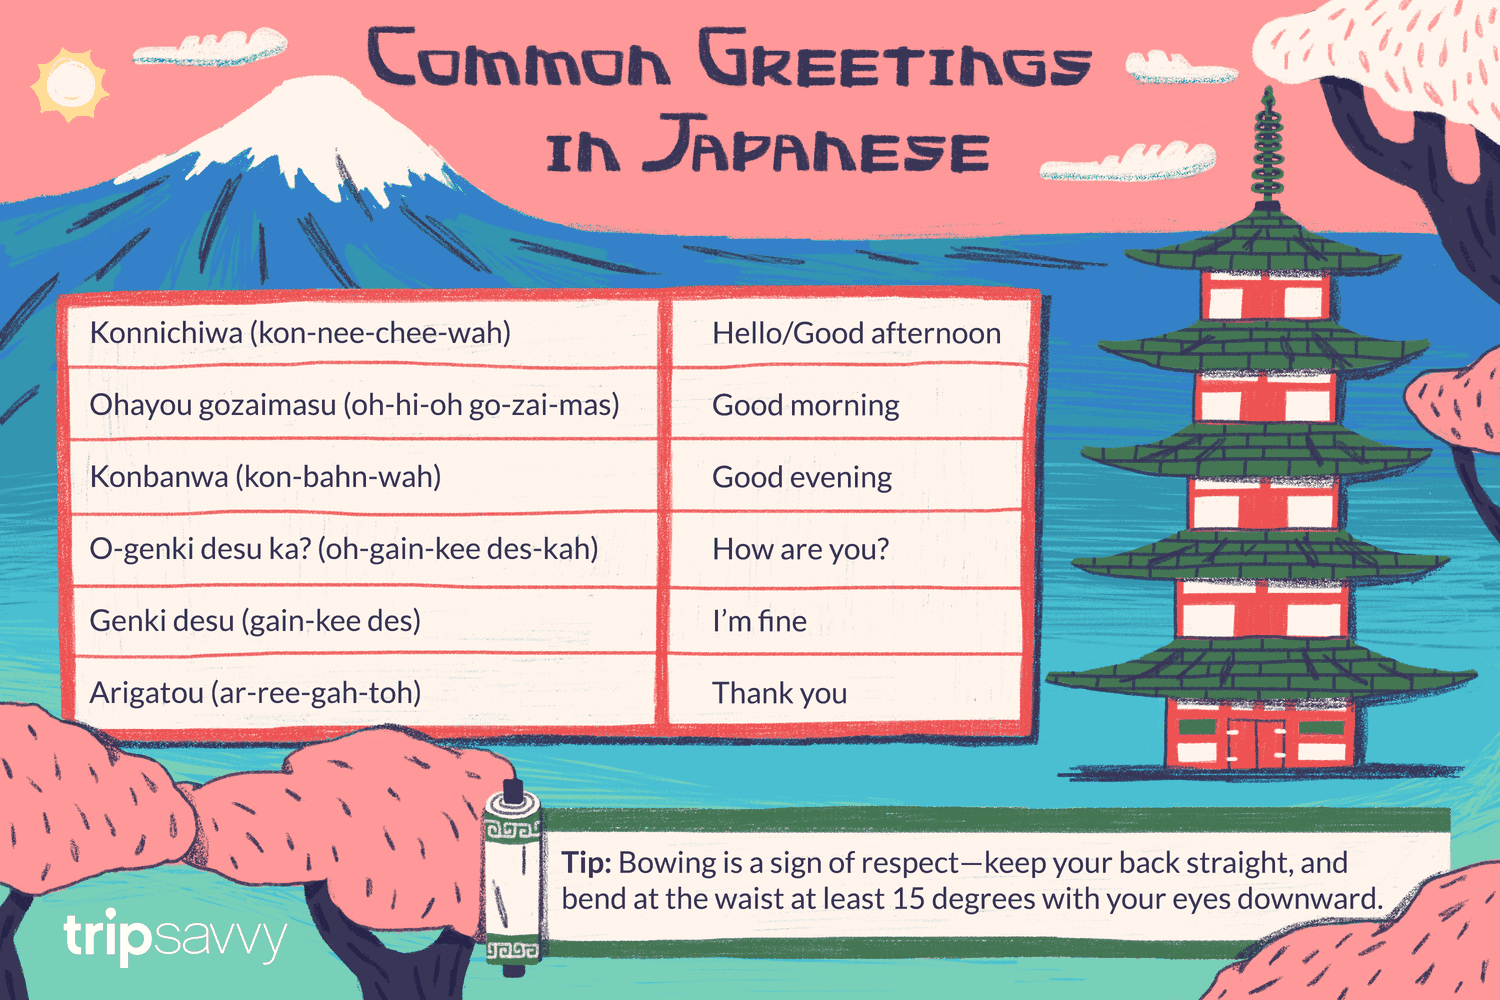 Common Greetings
in Japanese
Konnichiwa (kon-nee-chee-wah)
Hello/Good afternoon
Ohayou gozaimasu (oh-hi-oh go-zai-mas)
Good morning
Konbanwa (kon-bahn-wah)
Good evening
O-genki desu ka? (oh-gain-kee des-kah)
How are you?
Genki desu (gain-kee des)
I’m fine
Arigatou (ar-ree-gah-toh)
Thank you
Tip: Bowing is a sign of respect—keep your back straight, and
bend at the waist at least 15 degrees with your eyes downward.
tripsavvy